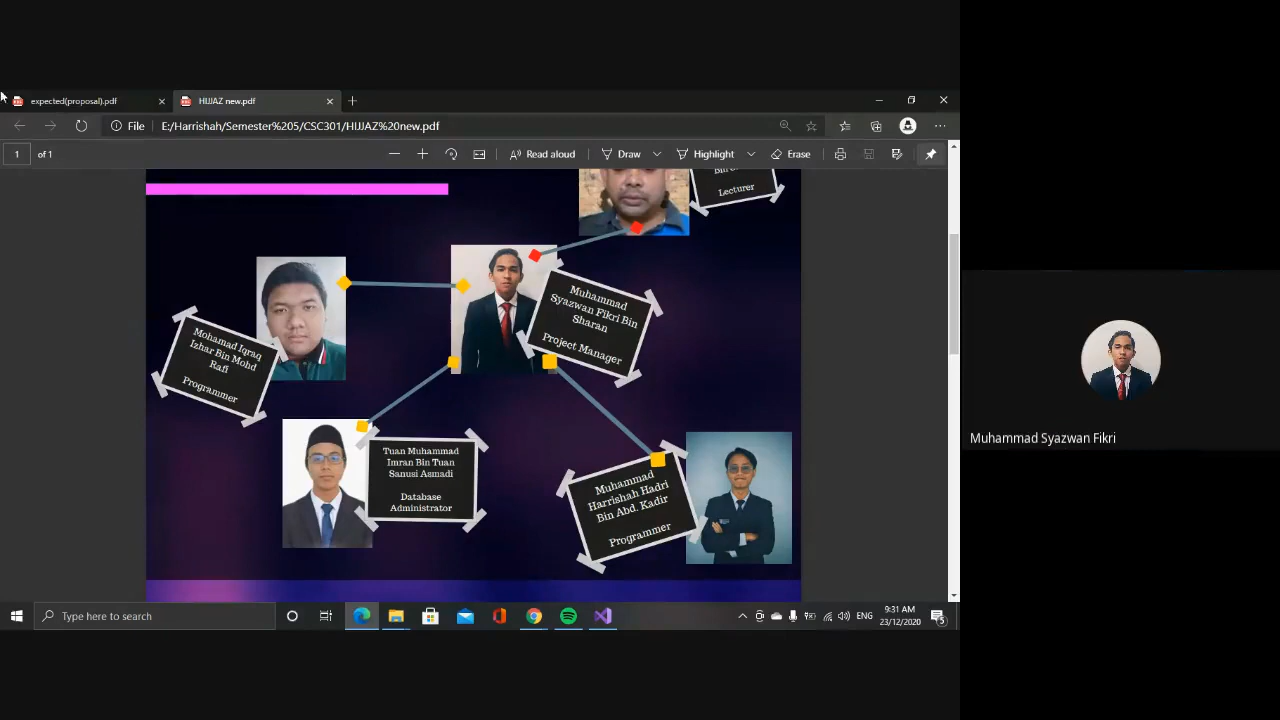 expected(proposal).pdf
HIJJAZ new.pdf
File
E:/Harrishah/Semester%205/CSC301/HIJJAZ%20new.pdf
1
of 1
Read aloud
Draw
Highlight
Erase
Lecturer
Muhammad
Syazwan Fikri Bin
Sharan
Project Manager
Mohamad Iqraq
Izhar Bin Mohd
Rafi
Programmer
Tuan Muhammad
Imran Bin Tuan
Sanusi Asmadi
Database
Administrator
Muhammad
Harrishah Hadri
Bin Abd. Kadir
Programmer
Muhammad Syazwan Fikri
Type here to search
ENG
9:31 AM
23/12/2020
5